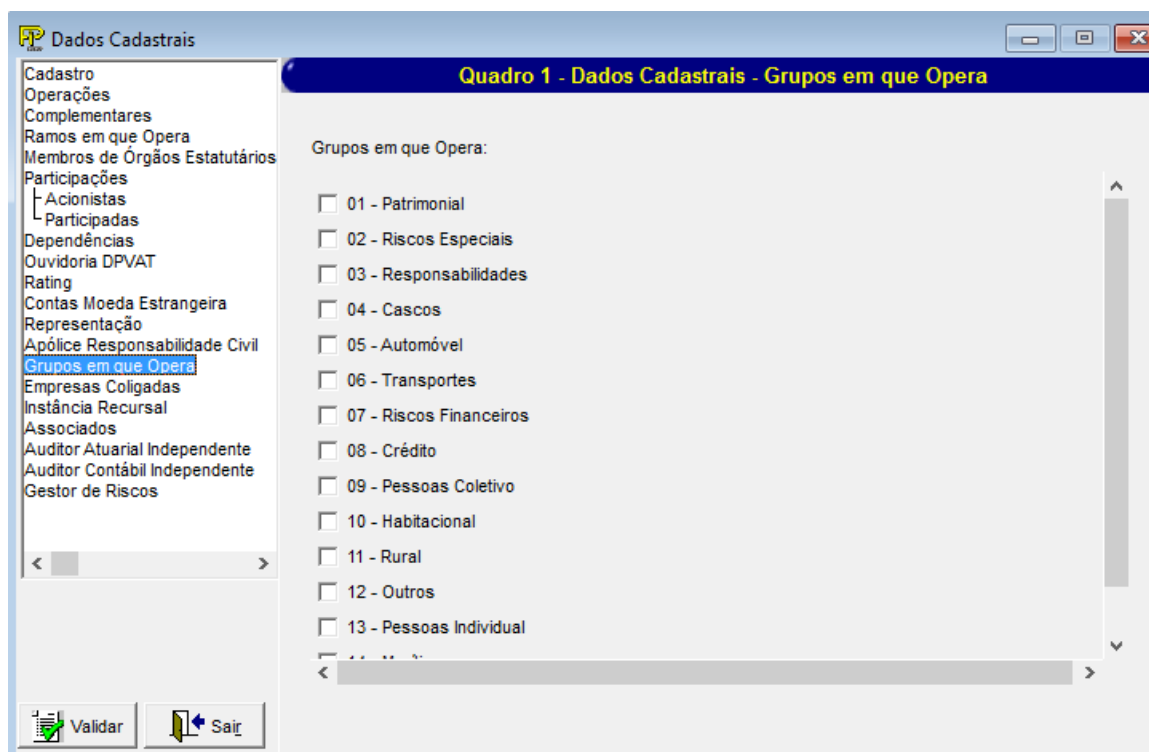 Dados Cadastrais
Cadastro
Operações
Complementares
Ramos em que Opera
Membros de Órgãos Estatutários
Participações
Acionistas
Participadas
Dependências
Ouvidoria DPVAT
Rating
Contas Moeda Estrangeira
Representação
Apólice Responsabilidade Civil
Grupos em que Opera
Empresas Coligadas
Instância Recursal
Associados
Auditor Atuarial Independente
Auditor Contábil Independente
Gestor de Riscos
Validar
Sair
Quadro 1 - Dados Cadastrais - Grupos em que Opera
Grupos em que Opera:
01 - Patrimonial
02 - Riscos Especiais
03 - Responsabilidades
04 - Cascos
05 - Automóvel
06 - Transportes
07 - Riscos Financeiros
08 - Crédito
09 - Pessoas Coletivo
10 - Habitacional
11 - Rural
12 - Outros
13 - Pessoas Individual